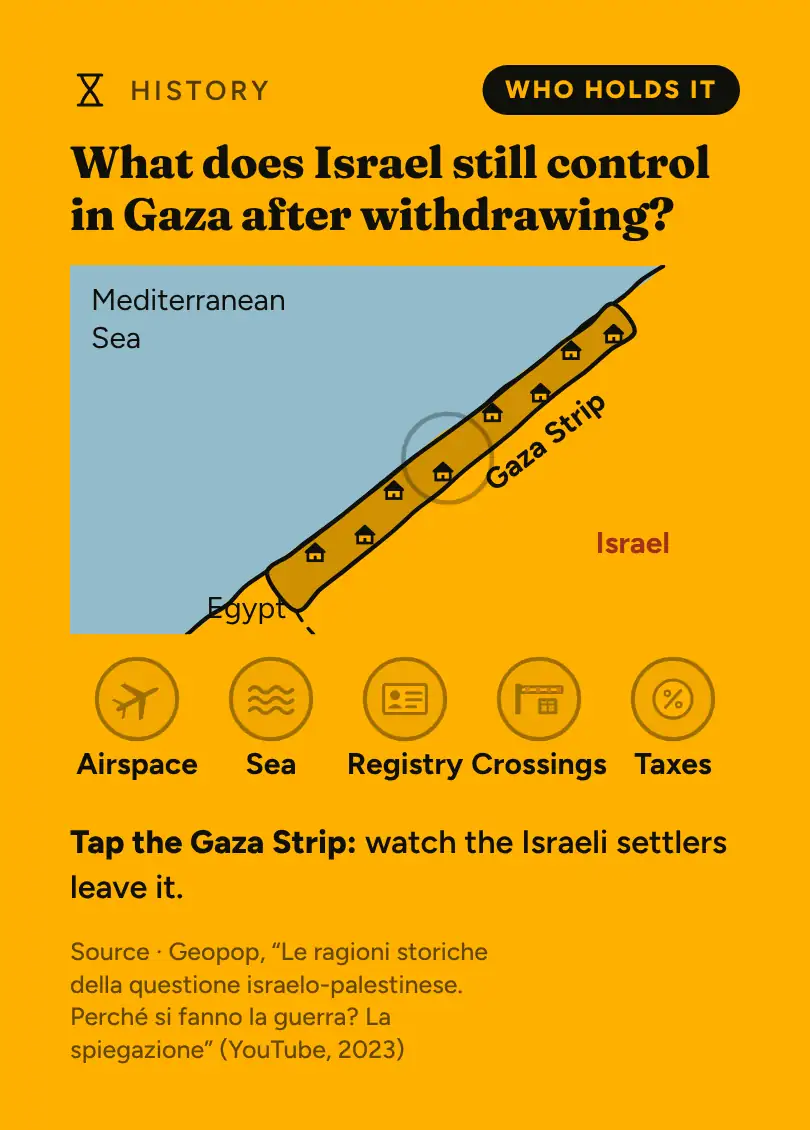 HISTORY
WHO HOLDS IT
What does Israel still control
in Gaza after withdrawing?
Mediterranean
Sea
Gaza Strip
Israel
Egypt
Airspace
Sea
Registry
Crossings
Taxes
Tap the Gaza Strip: watch the Israeli settlers
leave it.
Source · Geopop, “Le ragioni storiche
della questione israelo-palestinese.
Perché si fanno la guerra? La
spiegazione” (YouTube, 2023)